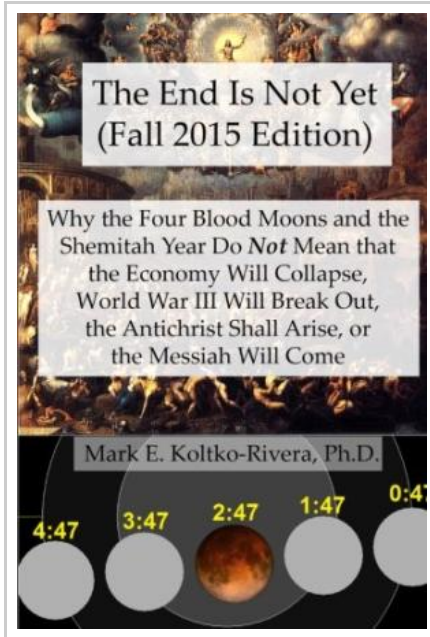 The End Is Not Yet
(Fall 2015 Edition)
Why the Four Blood Moons and the
Shemitah Year Do Not Mean that
the Economy Will Collapse,
World War III Will Break Out,
the Antichrist Shall Arise, or
the Messiah Will Come
Mark E. Koltko-Rivera, Ph.D.
4:47 3:47 2:47 1:47 0:47